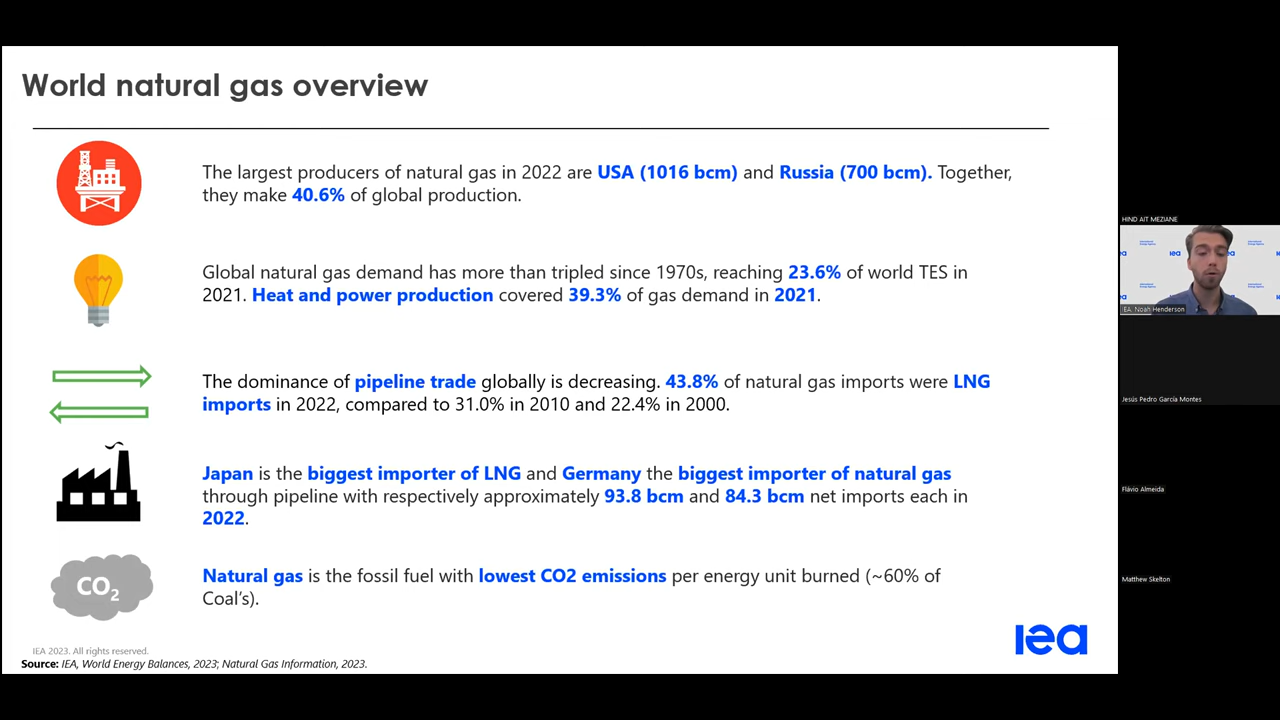 World natural gas overview
The largest producers of natural gas in 2022 are USA (1016 bcm) and Russia (700 bcm). Together,
they make 40.6% of global production.
Global natural gas demand has more than tripled since 1970s, reaching 23.6% of world TES in
2021. Heat and power production covered 39.3% of gas demand in 2021.
The dominance of pipeline trade globally is decreasing. 43.8% of natural gas imports were LNG
imports in 2022, compared to 31.0% in 2010 and 22.4% in 2000.
Japan is the biggest importer of LNG and Germany the biggest importer of natural gas
through pipeline with respectively approximately 93.8 bcm and 84.3 bcm net imports each in
2022.
CO2
Natural gas is the fossil fuel with lowest CO2 emissions per energy unit burned (~60% of
Coal's).
iea
IEA 2023. All rights reserved.
Source: IEA, World Energy Balances, 2023; Natural Gas Information, 2023.
HIND AIT MEZIANE
iea
IEA. Noah Henderson
Jesús Pedro García Montes
Flávio Almeida
Matthew Skelton